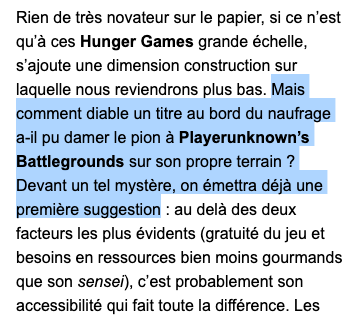 Rien de très novateur sur le papier, si ce n’est
qu’à ces Hunger Games grande échelle,
s’ajoute une dimension construction sur
laquelle nous reviendrons plus bas. Mais
comment diable un titre au bord du naufrage
a-il pu damer le pion à Playerunknown’s
Battlegrounds sur son propre terrain ?
Devant un tel mystère, on émettra déjà une
première suggestion : au delà des deux
facteurs les plus évidents (gratuité du jeu et
besoins en ressources bien moins gourmands
que son sensei), c’est probablement son
accessibilité qui fait toute la différence. Les